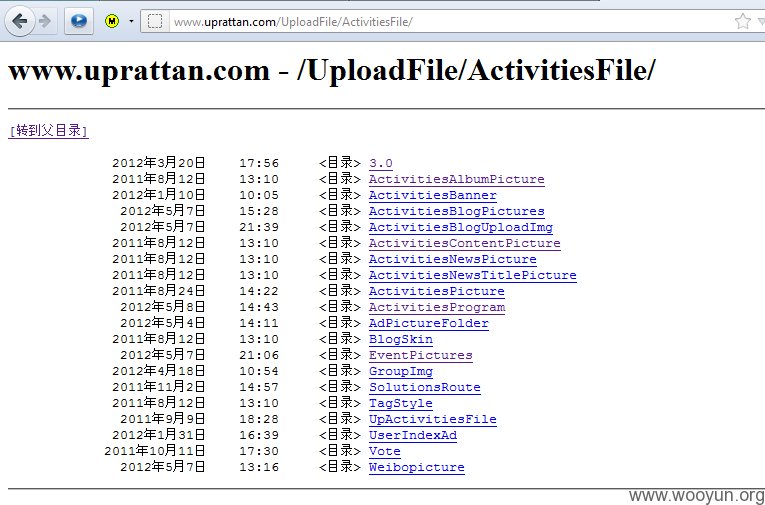 www.uprattan.com/UploadFile/ActivitiesFile/
www.uprattan.com - /UploadFile/ActivitiesFile/
[转到父目录]
2012年3月20日 17:56 <目录> 3.0
2011年8月12日 13:10 <目录> ActivitiesAlbumPicture
2012年1月10日 10:05 <目录> ActivitiesBanner
2012年5月7日 15:28 <目录> ActivitiesBlogPictures
2012年5月7日 21:39 <目录> ActivitiesBlogUploadImg
2011年8月12日 13:10 <目录> ActivitiesContentPicture
2011年8月12日 13:10 <目录> ActivitiesNewsPicture
2011年8月12日 13:10 <目录> ActivitiesNewsTitlePicture
2011年8月24日 14:22 <目录> ActivitiesPicture
2012年5月8日 14:43 <目录> ActivitiesProgram
2012年5月4日 14:11 <目录> AdPictureFolder
2011年8月12日 13:10 <目录> BlogSkin
2012年5月7日 21:06 <目录> EventPictures
2012年4月18日 10:54 <目录> GroupImg
2011年11月2日 14:57 <目录> SolutionsRoute
2011年8月12日 13:10 <目录> TagStyle
2011年9月9日 18:28 <目录> UpActivitiesFile
2012年1月31日 16:39 <目录> UserIndexAd
2011年10月11日 17:30 <目录> Vote
2012年5月7日 13:16 <目录> Weibopicture
www.wooyun.org